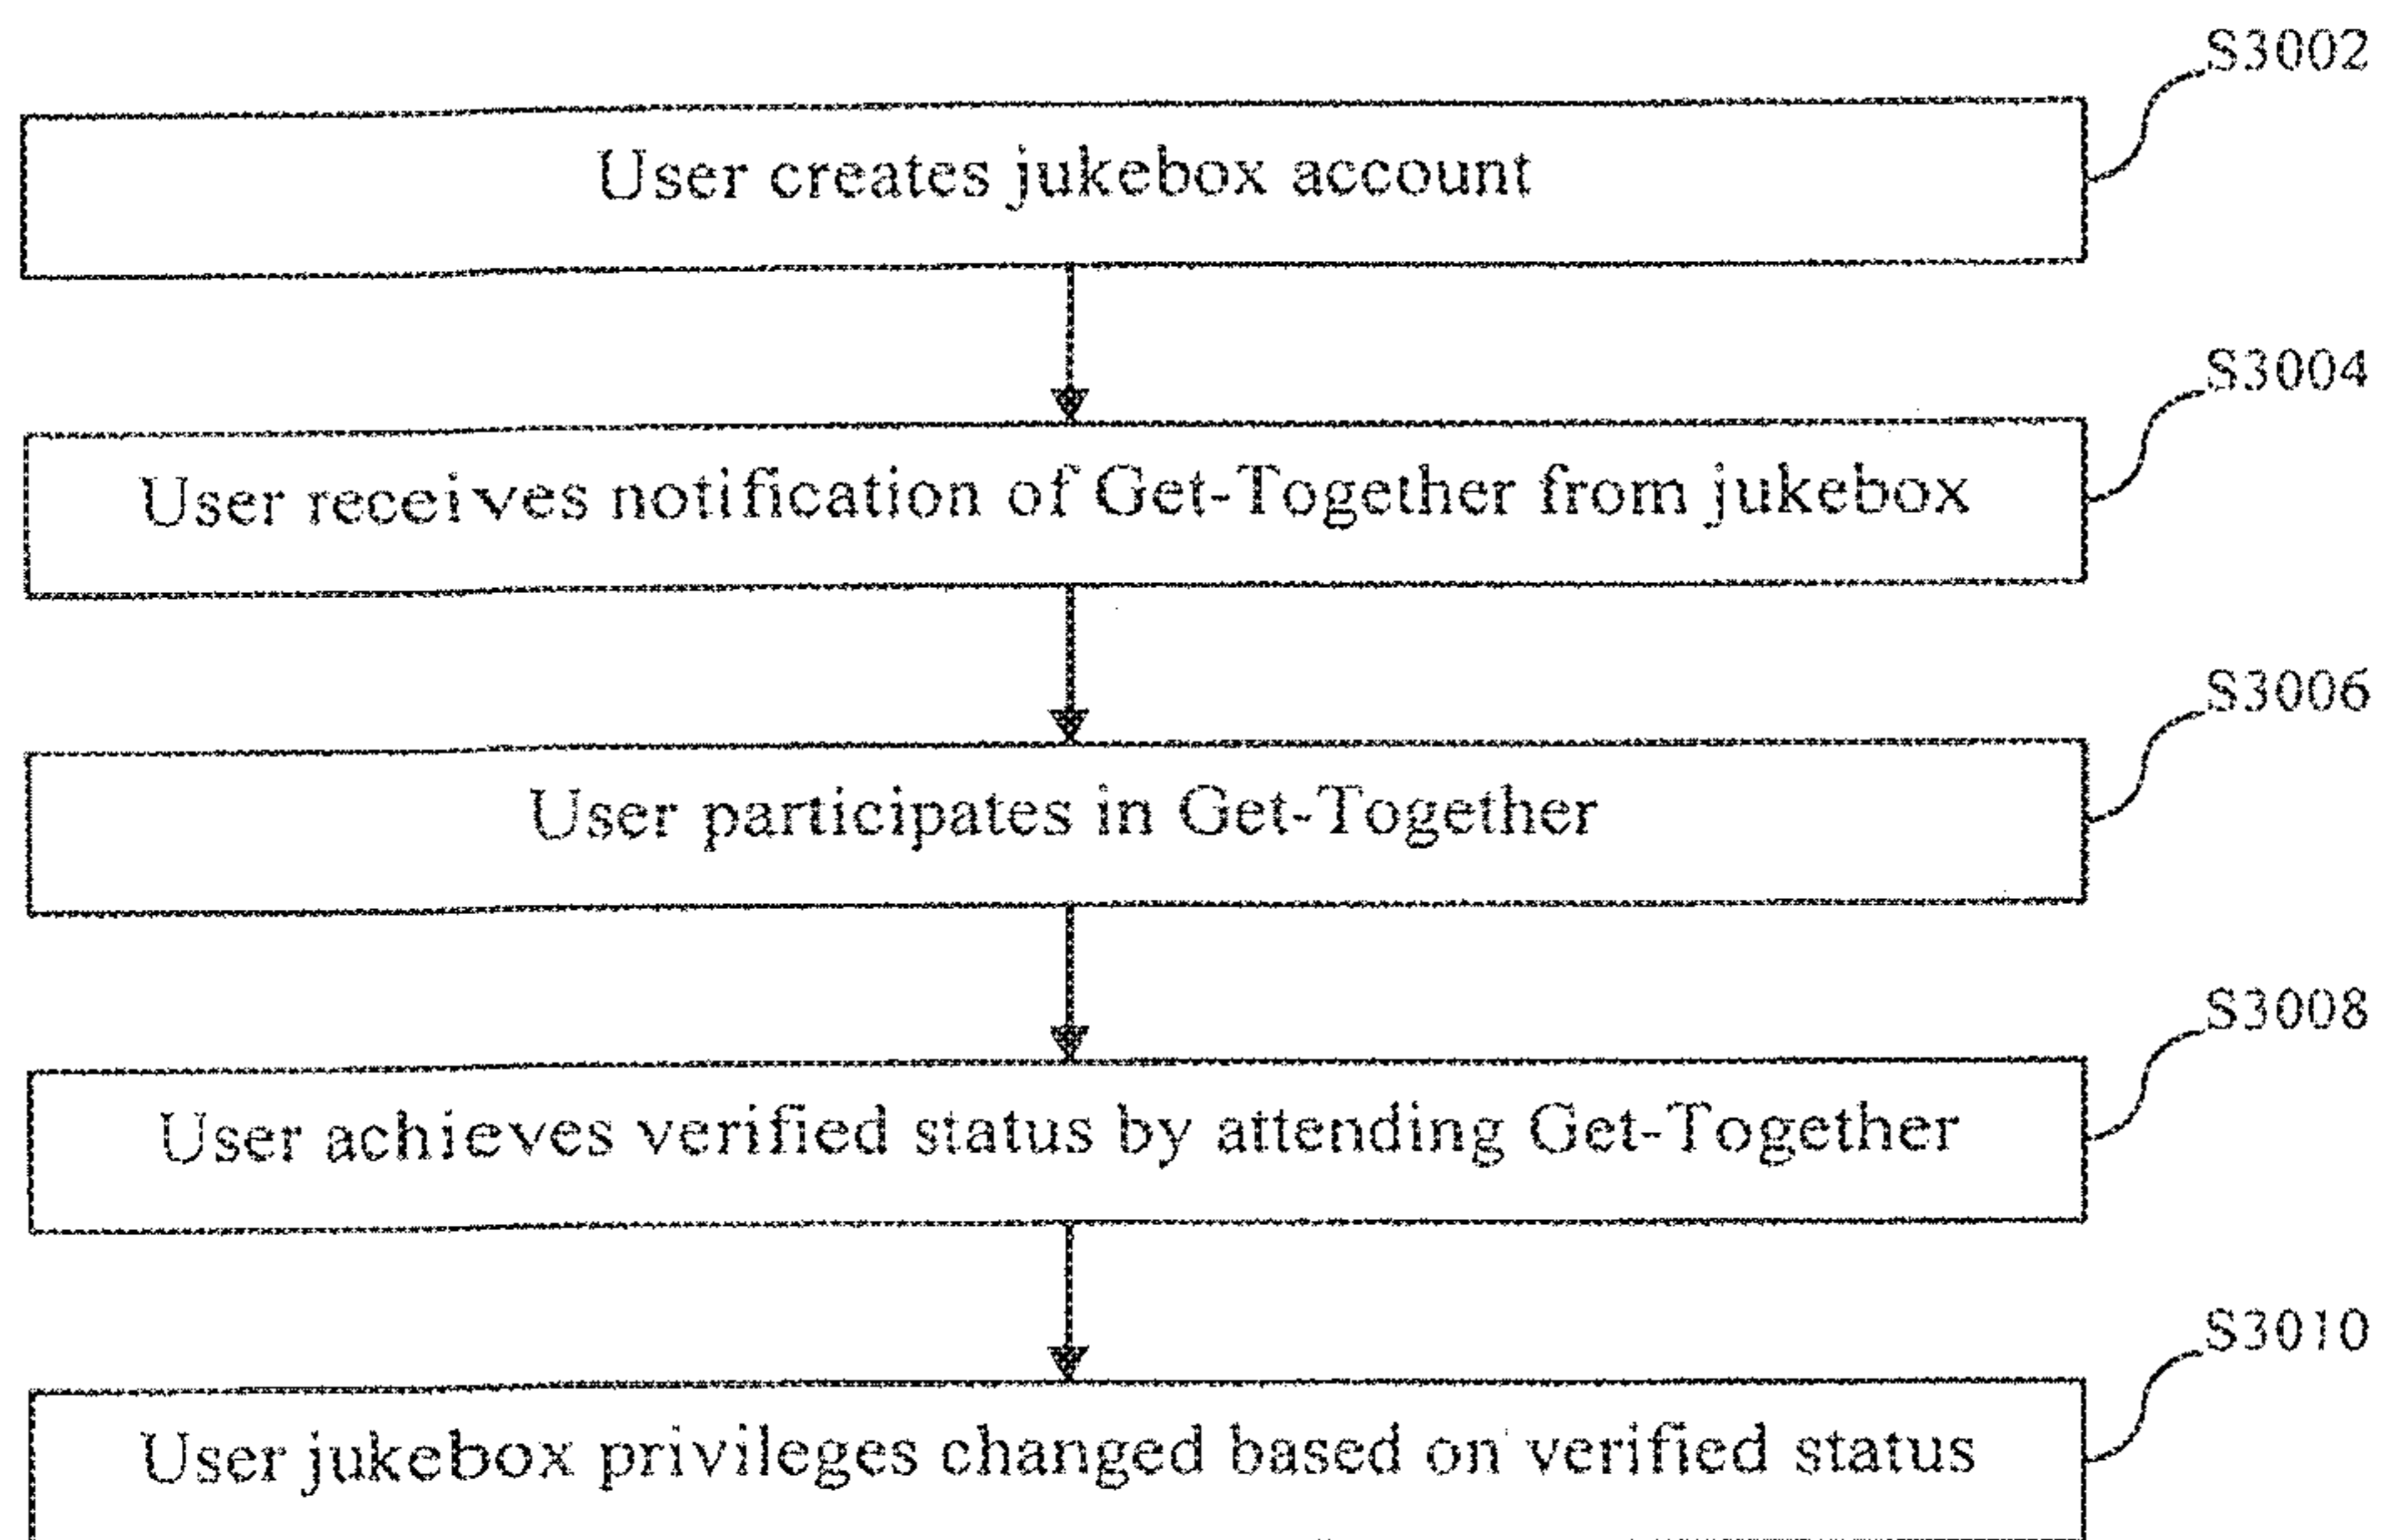 S3002
User creates jukebox account
S3004
User receives notification of Get-Together from jukebox
S3006
User participates in Get-Together
S3008
User achieves verified status by attending Get-Together
S3010
User jukebox privileges changed based on verified status